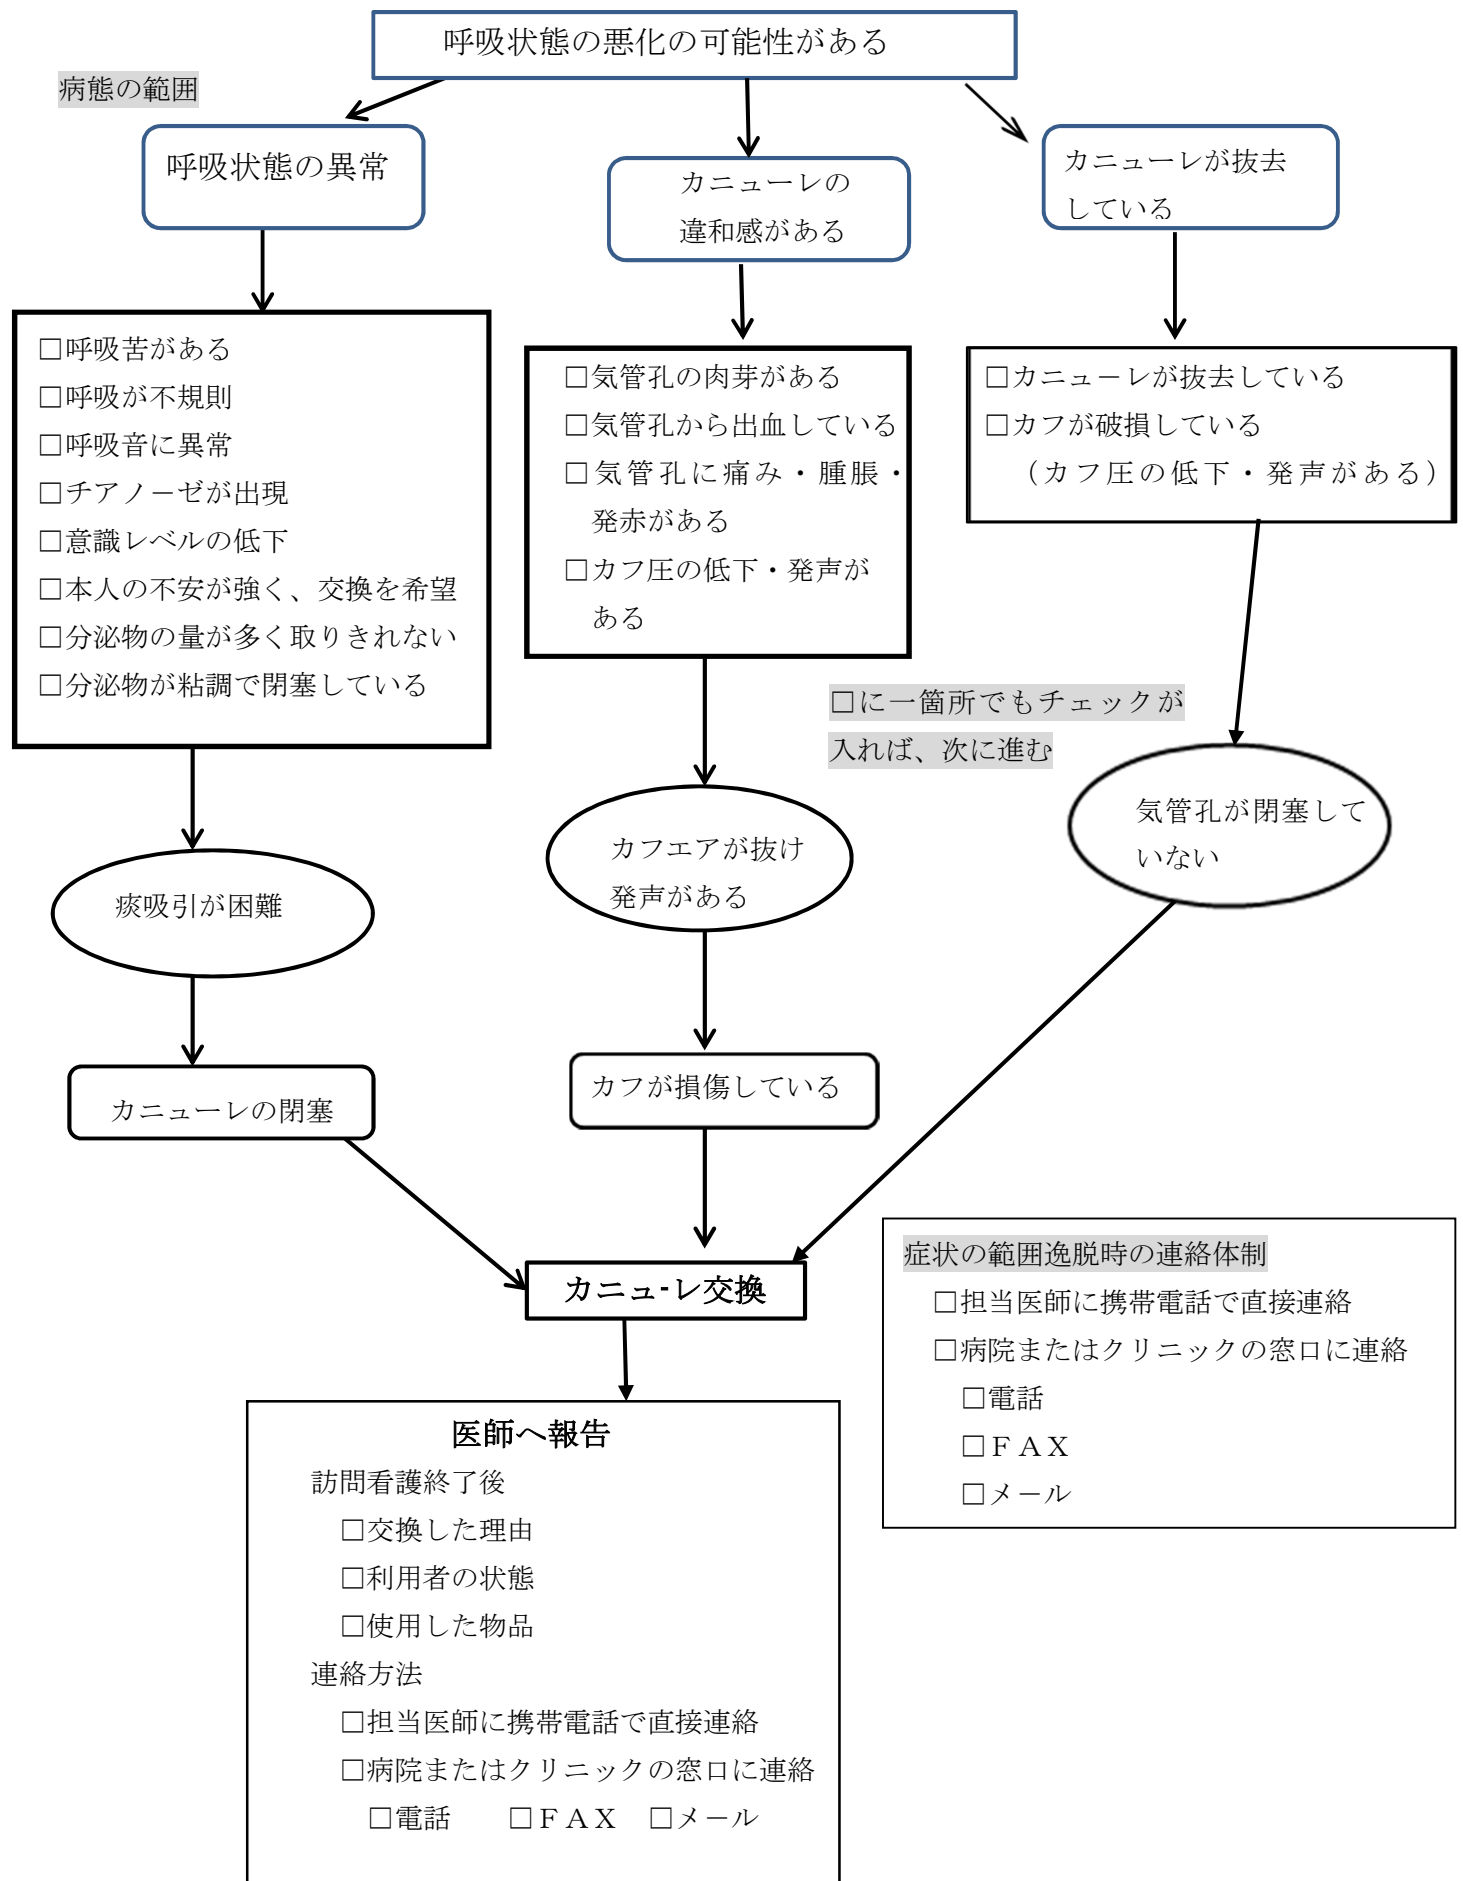 呼吸状態の悪化の可能性がある
病態の範囲
呼吸状態の異常
カニューレの
違和感がある
カニューレが抜去
している
□呼吸苦がある
□呼吸が不規則
□呼吸音に異常
□チアノーゼが出現
□意識レベルの低下
□本人の不安が強く、交換を希望
□分泌物の量が多く取りきれない
□分泌物が粘調で閉塞している
□気管孔の肉芽がある
□気管孔から出血している
□気管孔に痛み・腫脹・
発赤がある
□カフ圧の低下・発声が
ある
□カニュ－レが抜去している
□カフが破損している
（カフ圧の低下・発声がある）
□に一箇所でもチェックが
入れば、次に進む
痰吸引が困難
カフエアが抜け
発声がある
気管孔が閉塞して
いない
カニューレの閉塞
カフが損傷している
カニュ-レ交換
症状の範囲逸脱時の連絡体制
□担当医師に携帯電話で直接連絡
□病院またはクリニックの窓口に連絡
□電話
□ＦＡＸ
□メール
医師へ報告
訪問看護終了後
□交換した理由
□利用者の状態
□使用した物品
連絡方法
□担当医師に携帯電話で直接連絡
□病院またはクリニックの窓口に連絡
□電話　　□ＦＡＸ　□メール